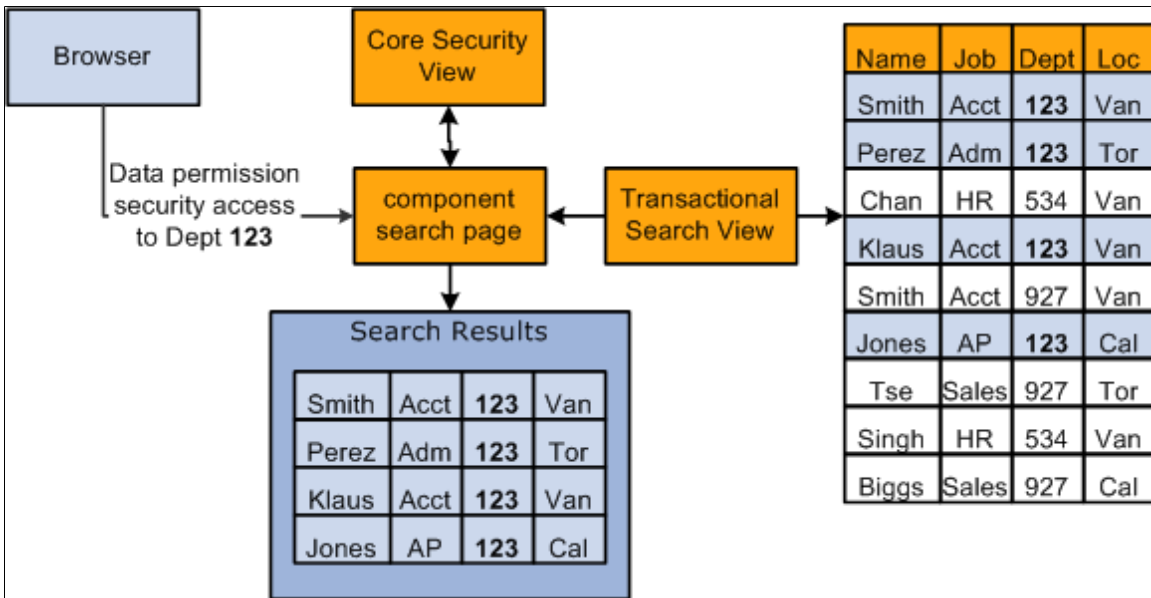 Browser
Core Security
View
Data permission
security access
to Dept 123
component
search page
Transactional
Search View
Search Results
Smith Acct 123 Van
Perez Adm 123 Tor
Klaus Acct 123 Van
Jones AP 123 Cal
Name Job Dept Loc
Smith Acct 123 Van
Perez Adm 123 Tor
Chan HR 534 Van
Klaus Acct 123 Van
Smith Acct 927 Van
Jones AP 123 Cal
Tse Sales 927 Tor
Singh HR 534 Van
Biggs Sales 927 Cal